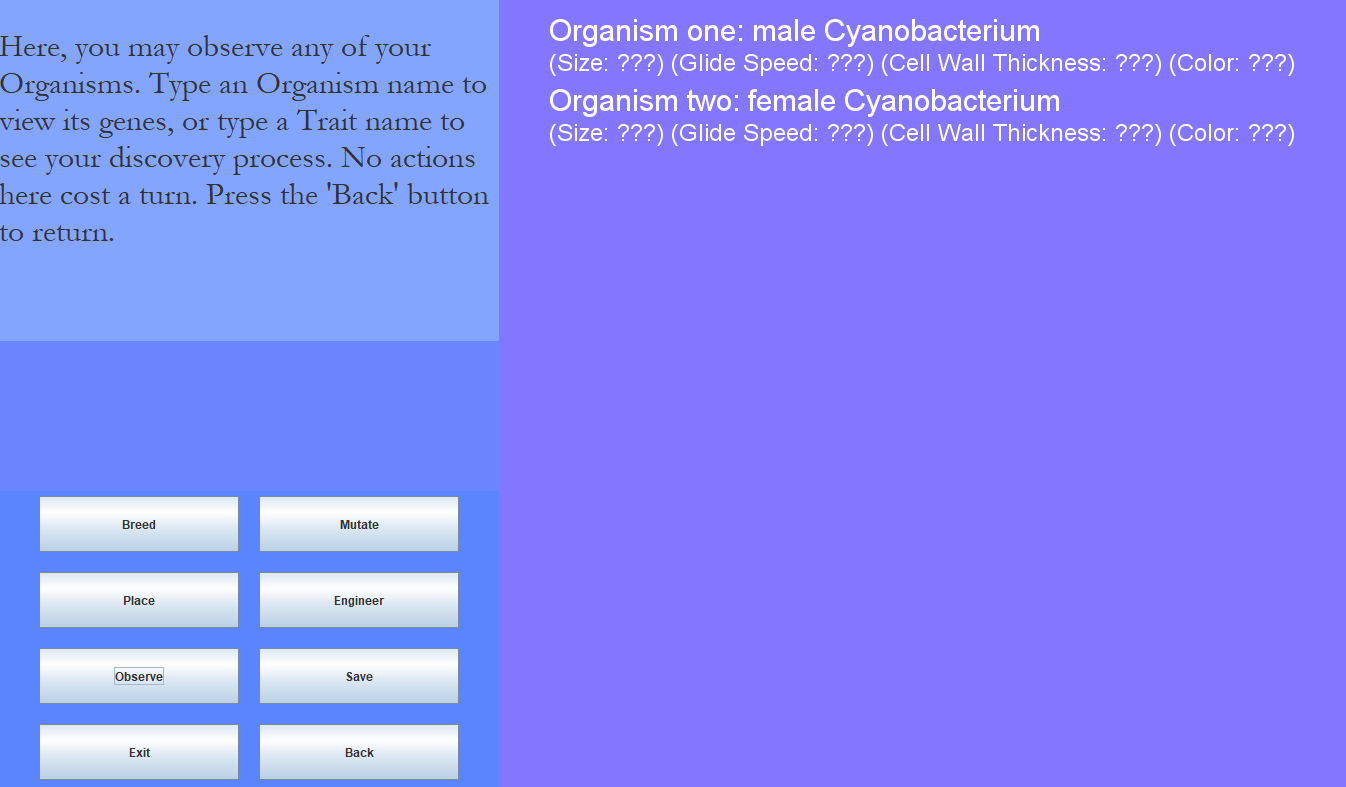 Here, you may observe any of your
Organisms. Type an Organism name to
view its genes, or type a Trait name to
see your discovery process. No actions
here cost a turn. Press the 'Back' button
to return.
Organism one: male Cyanobacterium
(Size: ???) (Glide Speed: ???) (Cell Wall Thickness: ???) (Color: ???)
Organism two: female Cyanobacterium
(Size: ???) (Glide Speed: ???) (Cell Wall Thickness: ???) (Color: ???)
Breed
Mutate
Place
Engineer
Observe
Save
Exit
Back